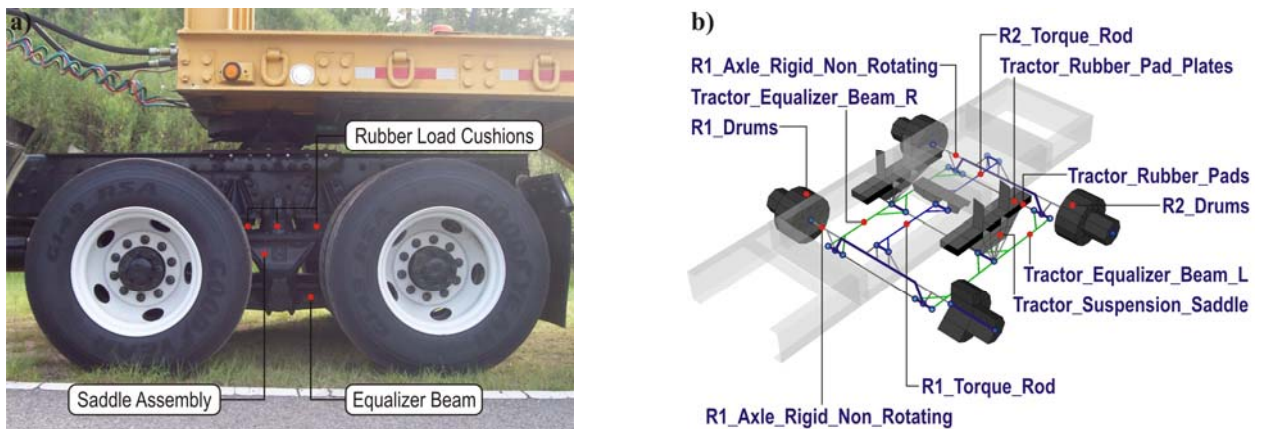 a)
Rubber Load Cushions
Saddle Assembly
Equalizer Beam
b)
R2_Torque_Rod
R1_Axle_Rigid_Non_Rotating
Tractor_Rubber_Pad_Plates
Tractor_Equalizer_Beam_R
R1_Drums
Tractor_Rubber_Pads
R2_Drums
Tractor_Equalizer_Beam_L
Tractor_Suspension_Saddle
R1_Torque_Rod
R1_Axle_Rigid_Non_Rotating